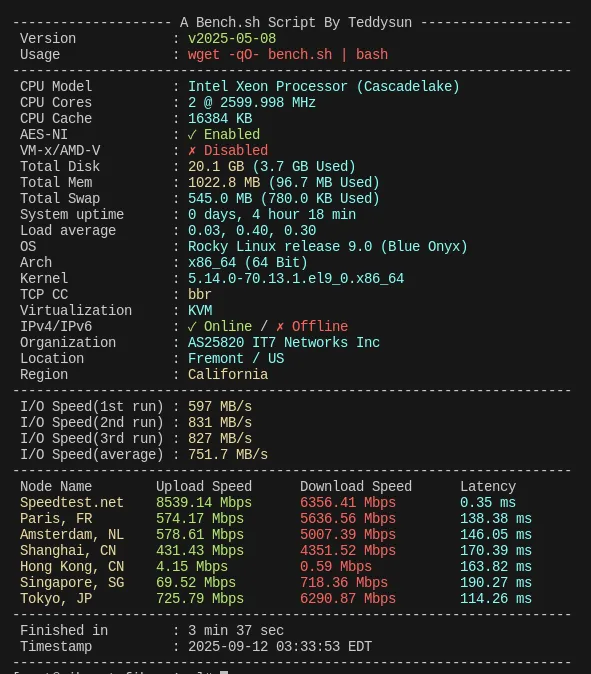 ------------------- A Bench.sh Script By Teddysun -------------------
Version : v2025-05-08
Usage : wget -qO- bench.sh | bash
----------------------------------------------------------------------
CPU Model : Intel Xeon Processor (Cascadelake)
CPU Cores : 2 @ 2599.998 MHz
CPU Cache : 16384 KB
AES-NI : ✓ Enabled
VM-x/AMD-V : ✗ Disabled
Total Disk : 20.1 GB (3.7 GB Used)
Total Mem : 1022.8 MB (96.7 MB Used)
Total Swap : 545.0 MB (780.0 KB Used)
System uptime : 0 days, 4 hour 18 min
Load average : 0.03, 0.40, 0.30
OS : Rocky Linux release 9.0 (Blue Onyx)
Arch : x86_64 (64 Bit)
Kernel : 5.14.0-70.13.1.el9_0.x86_64
TCP CC : bbr
Virtualization : KVM
IPv4/IPv6 : ✓ Online / ✗ Offline
Organization : AS25820 IT7 Networks Inc
Location : Fremont / US
Region : California
----------------------------------------------------------------------
I/O Speed(1st run) : 597 MB/s
I/O Speed(2nd run) : 831 MB/s
I/O Speed(3rd run) : 827 MB/s
I/O Speed(average) : 751.7 MB/s
----------------------------------------------------------------------
Node Name Upload Speed Download Speed Latency
Speedtest.net 8539.14 Mbps 6356.41 Mbps 0.35 ms
Paris, FR 574.17 Mbps 5636.56 Mbps 138.38 ms
Amsterdam, NL 578.61 Mbps 5007.39 Mbps 146.05 ms
Shanghai, CN 431.43 Mbps 4351.52 Mbps 170.39 ms
Hong Kong, CN 4.15 Mbps 0.59 Mbps 163.82 ms
Singapore, SG 69.52 Mbps 718.36 Mbps 190.27 ms
Tokyo, JP 725.79 Mbps 6290.87 Mbps 114.26 ms
----------------------------------------------------------------------
Finished in : 3 min 37 sec
Timestamp : 2025-09-12 03:33:53 EDT
----------------------------------------------------------------------